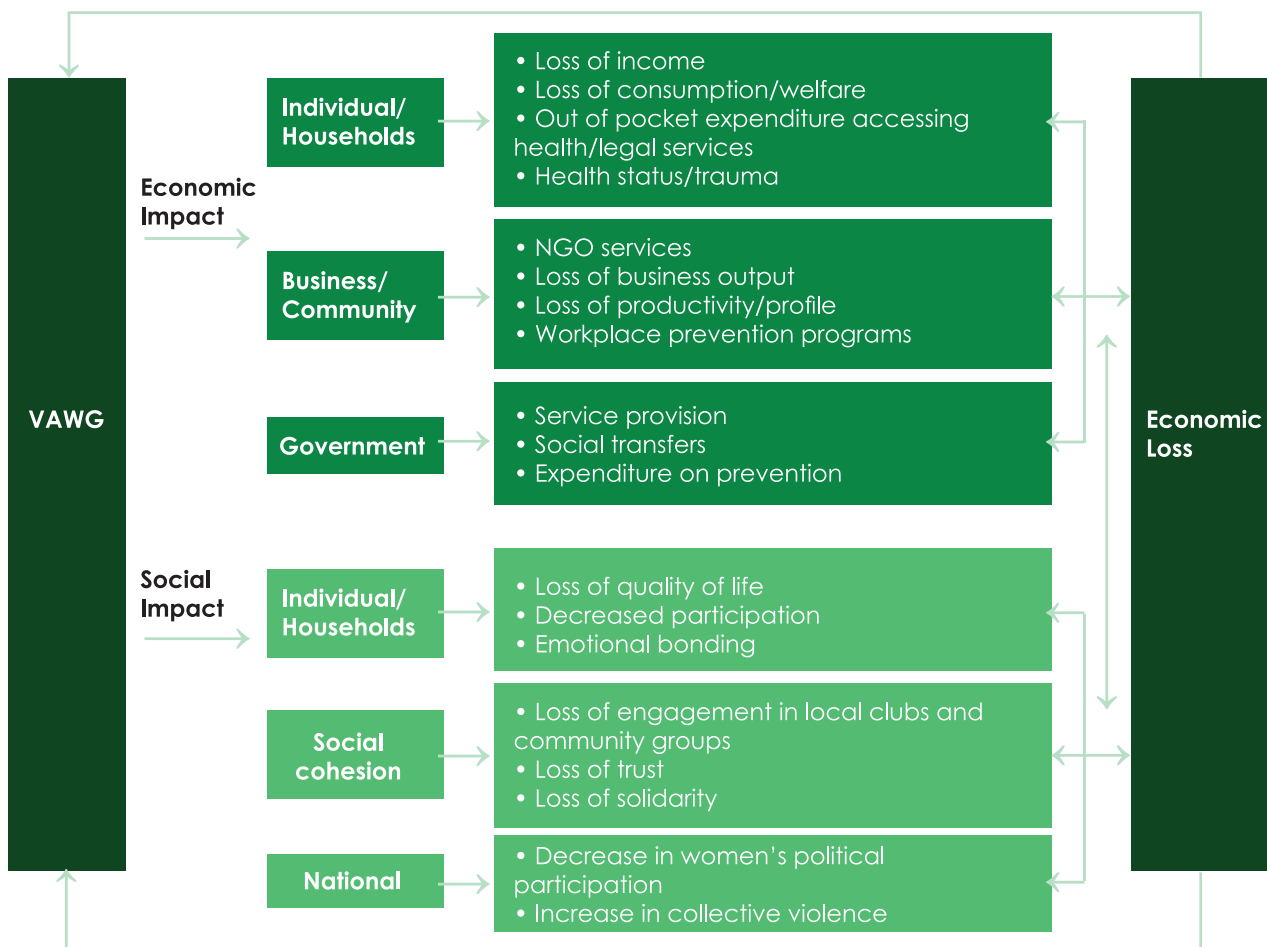 VAWG
Economic
Impact
Individual/
Households
• Loss of income
• Loss of consumption/welfare
• Out of pocket expenditure accessing
health/legal services
• Health status/trauma
Business/
Community
• NGO services
• Loss of business output
• Loss of productivity/profile
• Workplace prevention programs
Government
• Service provision
• Social transfers
• Expenditure on prevention
Social
Impact
Individual/
Households
• Loss of quality of life
• Decreased participation
• Emotional bonding
Social
cohesion
• Loss of engagement in local clubs and
community groups
• Loss of trust
• Loss of solidarity
National
• Decrease in women’s political
participation
• Increase in collective violence
Economic
Loss